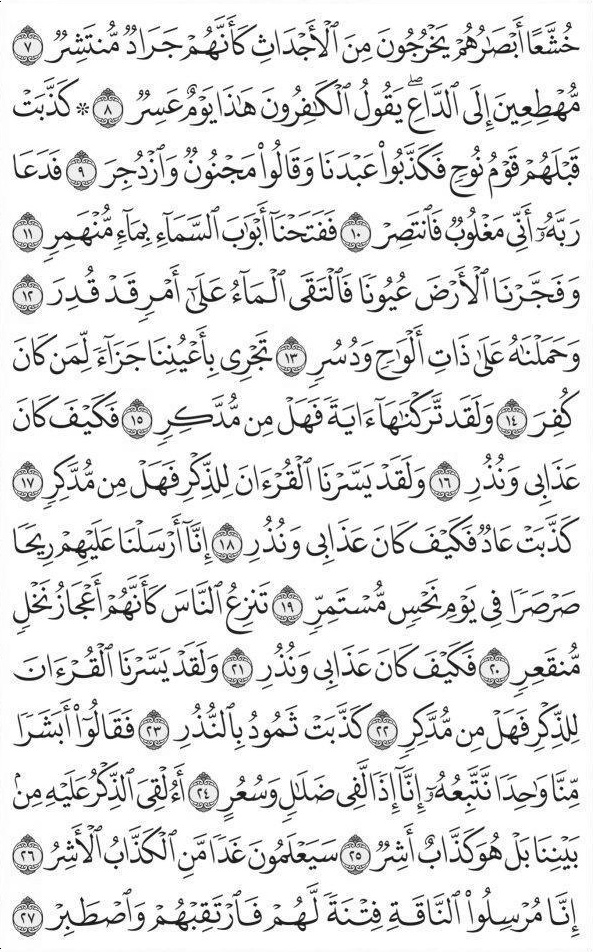 خُشَّعًا أَبْصَٰرُهُمْ يَخْرُجُونَ مِنَ ٱلْأَجْدَاثِ كَأَنَّهُمْ جَرَادٌ مُّنتَشِرٌ ٧
مُّهْطِعِينَ إِلَى ٱلدَّاعِۖ يَقُولُ ٱلْكَٰفِرُونَ هَٰذَا يَوْمٌ عَسِرٌ ٨ ۞ كَذَّبَتْ
قَبْلَهُمْ قَوْمُ نُوحٍ فَكَذَّبُوا۟ عَبْدَنَا وَقَالُوا۟ مَجْنُونٌ وَٱزْدُجِرَ ٩ فَدَعَا
رَبَّهُۥٓ أَنِّى مَغْلُوبٌ فَٱنتَصِرْ ١٠ فَفَتَحْنَآ أَبْوَٰبَ ٱلسَّمَآءِ بِمَآءٍ مُّنْهَمِرٍ ١١
وَفَجَّرْنَا ٱلْأَرْضَ عُيُونًا فَٱلْتَقَى ٱلْمَآءُ عَلَىٰٓ أَمْرٍ قَدْ قُدِرَ ١٢
وَحَمَلْنَٰهُ عَلَىٰ ذَاتِ أَلْوَٰحٍ وَدُسُرٍ ١٣ تَجْرِى بِأَعْيُنِنَا جَزَآءً لِّمَن كَانَ
كُفِرَ ١٤ وَلَقَد تَّرَكْنَٰهَآ ءَايَةً فَهَلْ مِن مُّدَّكِرٍ ١٥ فَكَيْفَ كَانَ
عَذَابِى وَنُذُرِ ١٦ وَلَقَدْ يَسَّرْنَا ٱلْقُرْءَانَ لِلذِّكْرِ فَهَلْ مِن مُّدَّكِرٍ ١٧
كَذَّبَتْ عَادٌ فَكَيْفَ كَانَ عَذَابِى وَنُذُرِ ١٨ إِنَّآ أَرْسَلْنَا عَلَيْهِمْ رِيحًا
صَرْصَرًا فِى يَوْمِ نَحْسٍ مُّسْتَمِرٍّ ١٩ تَنزِعُ ٱلنَّاسَ كَأَنَّهُمْ أَعْجَازُ نَخْلٍ
مُّنقَعِرٍ ٢٠ فَكَيْفَ كَانَ عَذَابِى وَنُذُرِ ٢١ وَلَقَدْ يَسَّرْنَا ٱلْقُرْءَانَ
لِلذِّكْرِ فَهَلْ مِن مُّدَّكِرٍ ٢٢ كَذَّبَتْ ثَمُودُ بِٱلنُّذُرِ ٢٣ فَقَالُوٓا۟ أَبَشَرًا
مِّنَّا وَٰحِدًا نَّتَّبِعُهُۥٓ إِنَّآ إِذًا لَّفِى ضَلَٰلٍ وَسُعُرٍ ٢٤ أَءُلْقِىَ ٱلذِّكْرُ عَلَيْهِ مِنۢ
بَيْنِنَا بَلْ هُوَ كَذَّابٌ أَشِرٌ ٢٥ سَيَعْلَمُونَ غَدًا مَّنِ ٱلْكَذَّابُ ٱلْأَشِرُ ٢٦
إِنَّا مُرْسِلُوا۟ ٱلنَّاقَةِ فِتْنَةً لَّهُمْ فَٱرْتَقِبْهُمْ وَٱصْطَبِرْ ٢٧